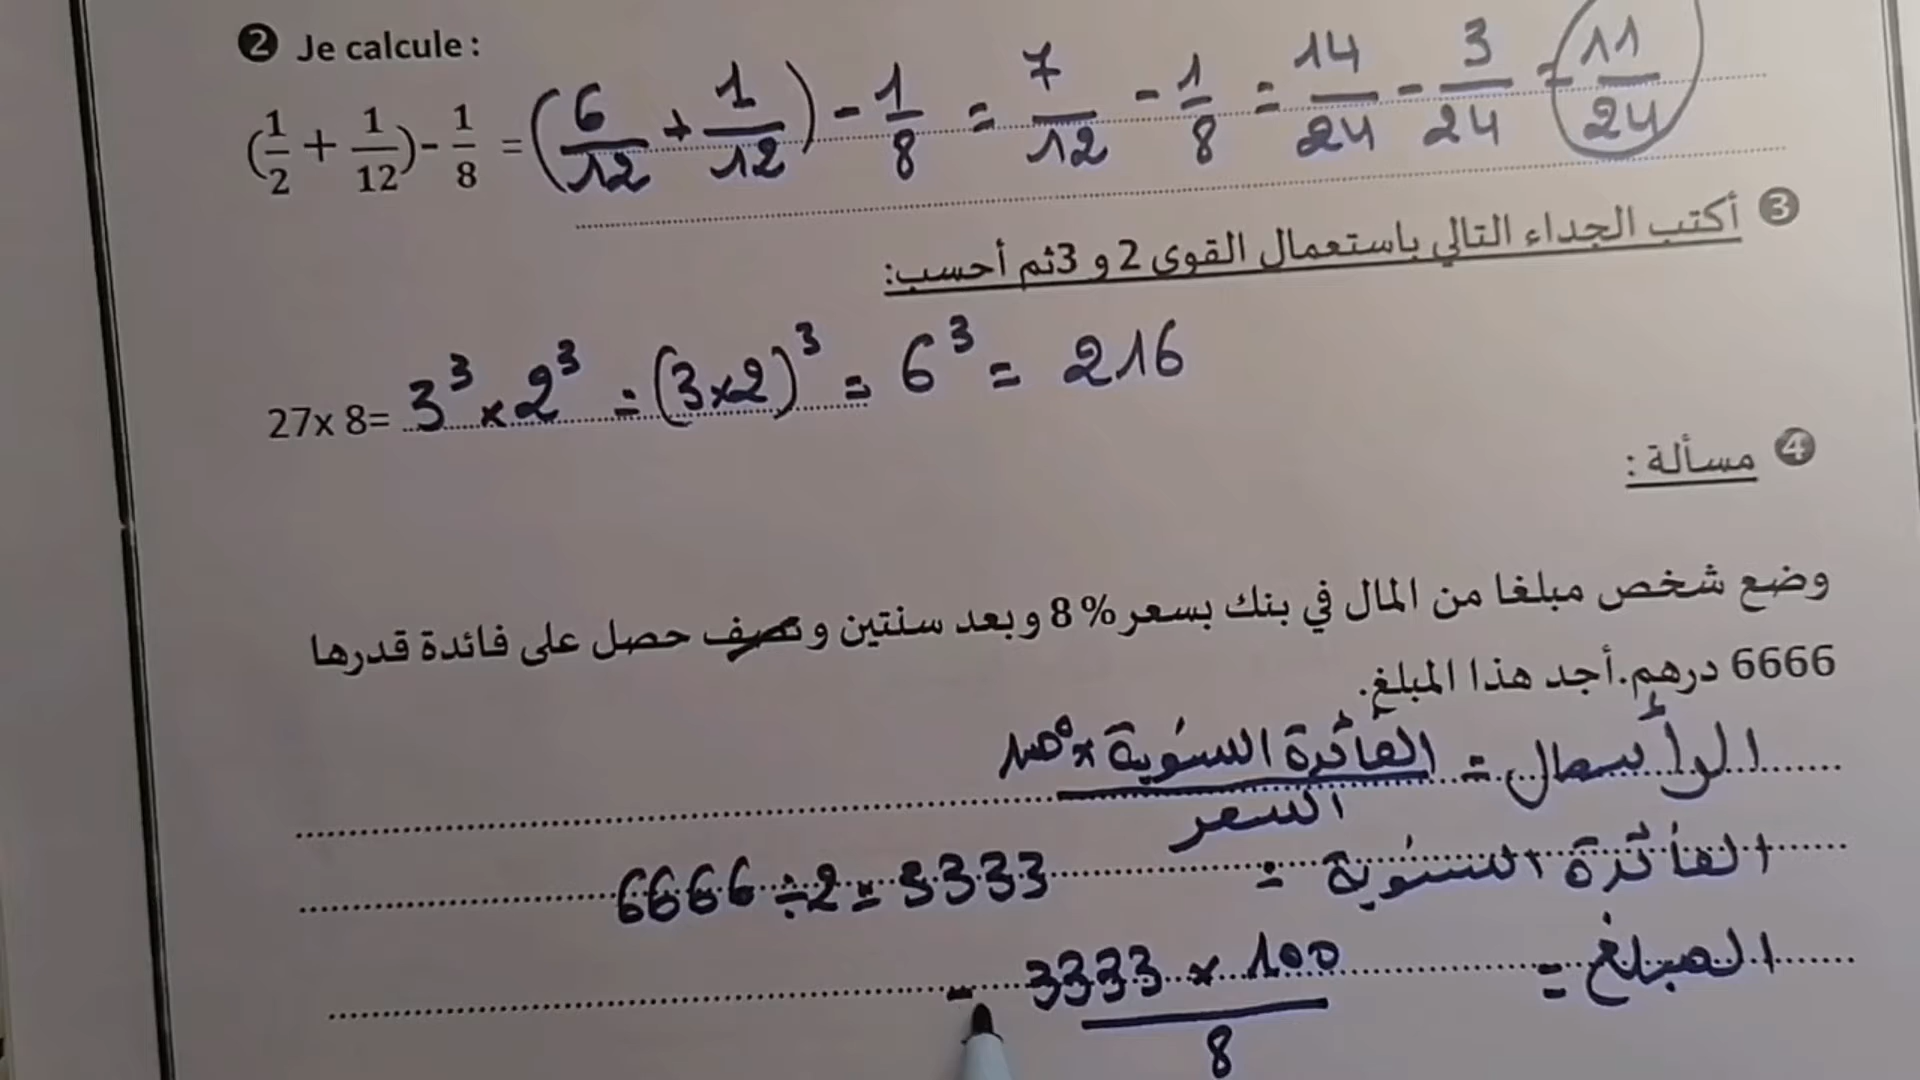 ❷ Je calcule :
(1/2 + 1/12) - 1/8 = (6/12 + 1/12) - 1/8 = 7/12 - 1/8 = 14/24 - 3/24 = 11/24
❸ أكتب الجداء التالي باستعمال القوى 2 و 3ثم أحسب:
27x 8= 3³ × 2³ = (3×2)³ = 6³ = 216
❹ مسألة :
وضع شخص مبلغا من المال في بنك بسعر 8 % و بعد سنتين و نصف حصل على فائدة قدرها
6666 درهم.أجد هذا المبلغ.
الرأسمال = الفائدة السنوية × 100
السعر
الفائدة السنوية = 6666 ÷ 2 = 3333
المبلغ = 3333 × 100 =
8